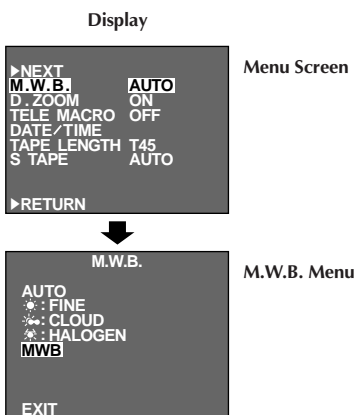 Display
▶NEXT
M.W.B. AUTO
D. ZOOM ON
TELE MACRO OFF
DATE/TIME
TAPE LENGTH T45
S TAPE AUTO
▶RETURN
Menu Screen
M.W.B.
AUTO
: FINE
: CLOUD
: HALOGEN
MWB
EXIT
M.W.B. Menu